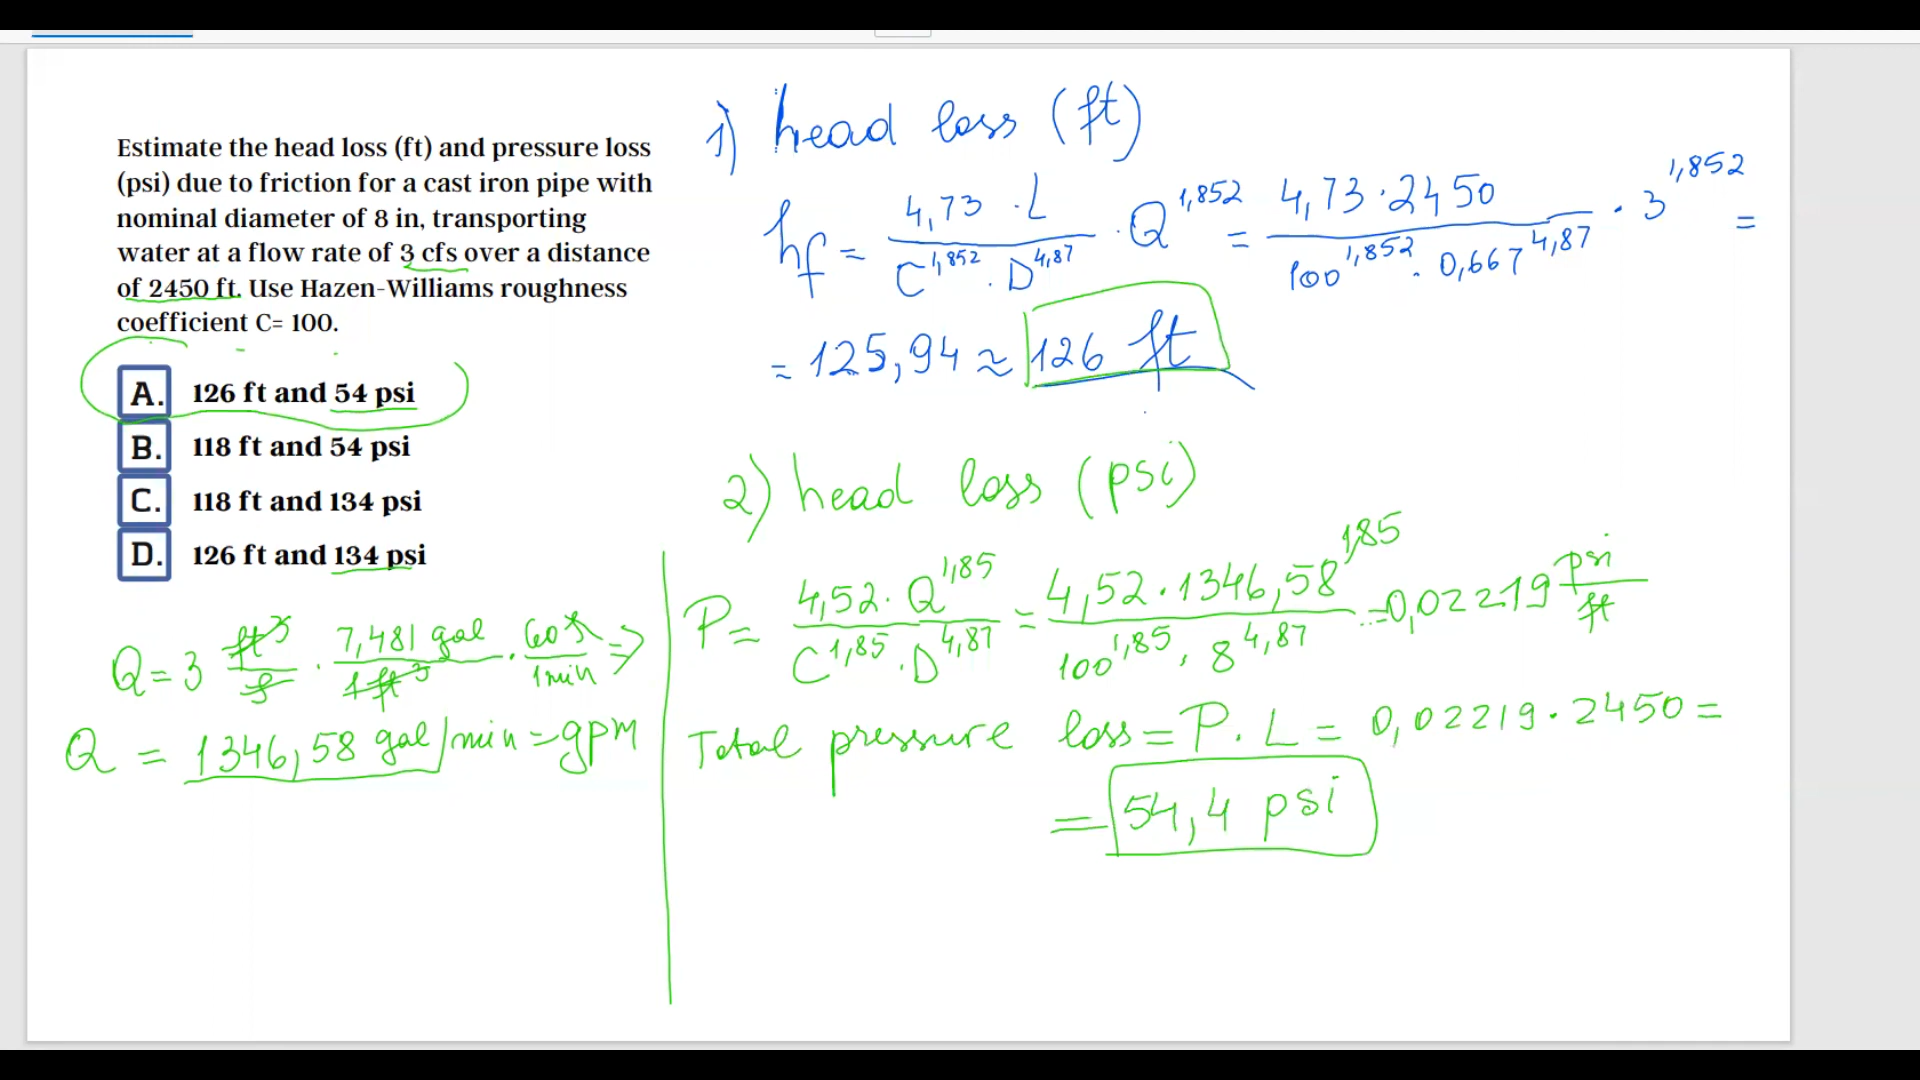 Estimate the head loss (ft) and pressure loss
(psi) due to friction for a cast iron pipe with
nominal diameter of 8 in, transporting
water at a flow rate of 3 cfs over a distance
of 2450 ft. Use Hazen-Williams roughness
coefficient C= 100.
A. 126 ft and 54 psi
B. 118 ft and 54 psi
C. 118 ft and 134 psi
D. 126 ft and 134 psi
Q = 3 ft³/s · 7,481 gal/1 ft³ · 60 s/1 min ⇒
Q = 1346,58 gal/min = gpm
1) head loss (ft)
hf = 4,73 · L / C^1,852 · D^4,87 · Q^1,852 = 4,73 · 2450 / 100^1,852 · 0,667^4,87 · 3^1,852 =
= 125,94 ≈ 126 ft
2) head loss (psi)
P = 4,52 · Q^1,85 / C^1,85 · D^4,87 = 4,52 · 1346,58^1,85 / 100^1,85 · 8^4,87 = 0,02219 psi/ft
Total pressure loss = P · L = 0,02219 · 2450 =
= 54,4 psi